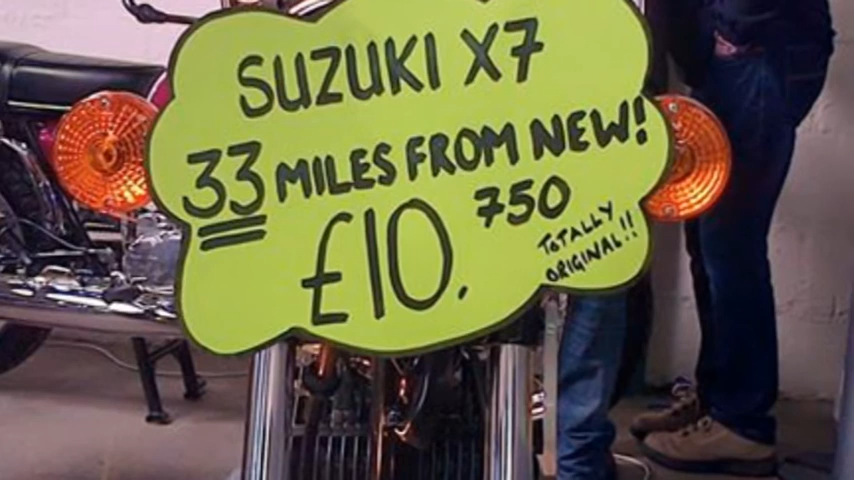 SUZUKI X7
33 MILES FROM NEW!
£10,750
TOTALLY
ORIGINAL!!